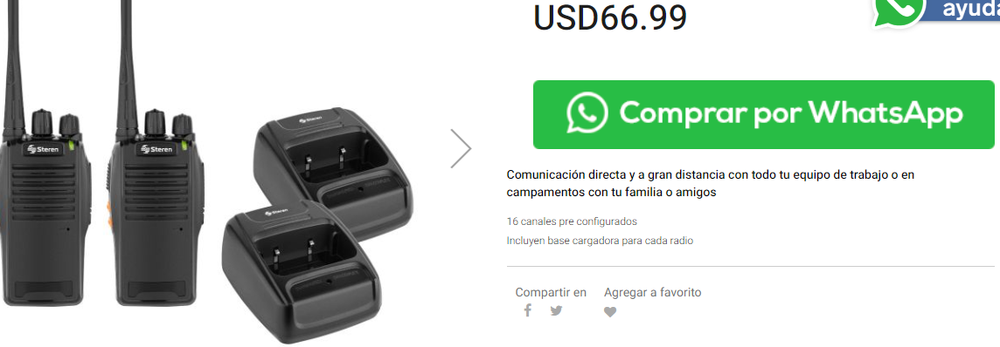 USD66.99
ayuda
Comprar por WhatsApp
Steren
Steren
Steren
Steren
Comunicación directa y a gran distancia con todo tu equipo de trabajo o en
campamentos con tu familia o amigos
16 canales pre configurados
Incluyen base cargadora para cada radio
Compartir en
Agregar a favorito